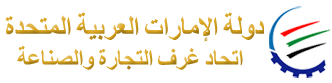 دولة الإمارات العربية المتحدة
اتحاد غرف التجارة والصناعة